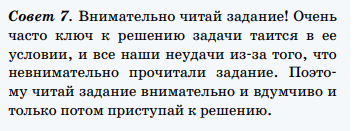 Совет 7. Внимательно читай задание! Очень
часто ключ к решению задачи таится в ее
условии, и все наши неудачи из-за того, что
невнимательно прочитали задание. Поэто-
му читай задание внимательно и вдумчиво и
только потом приступай к решению.